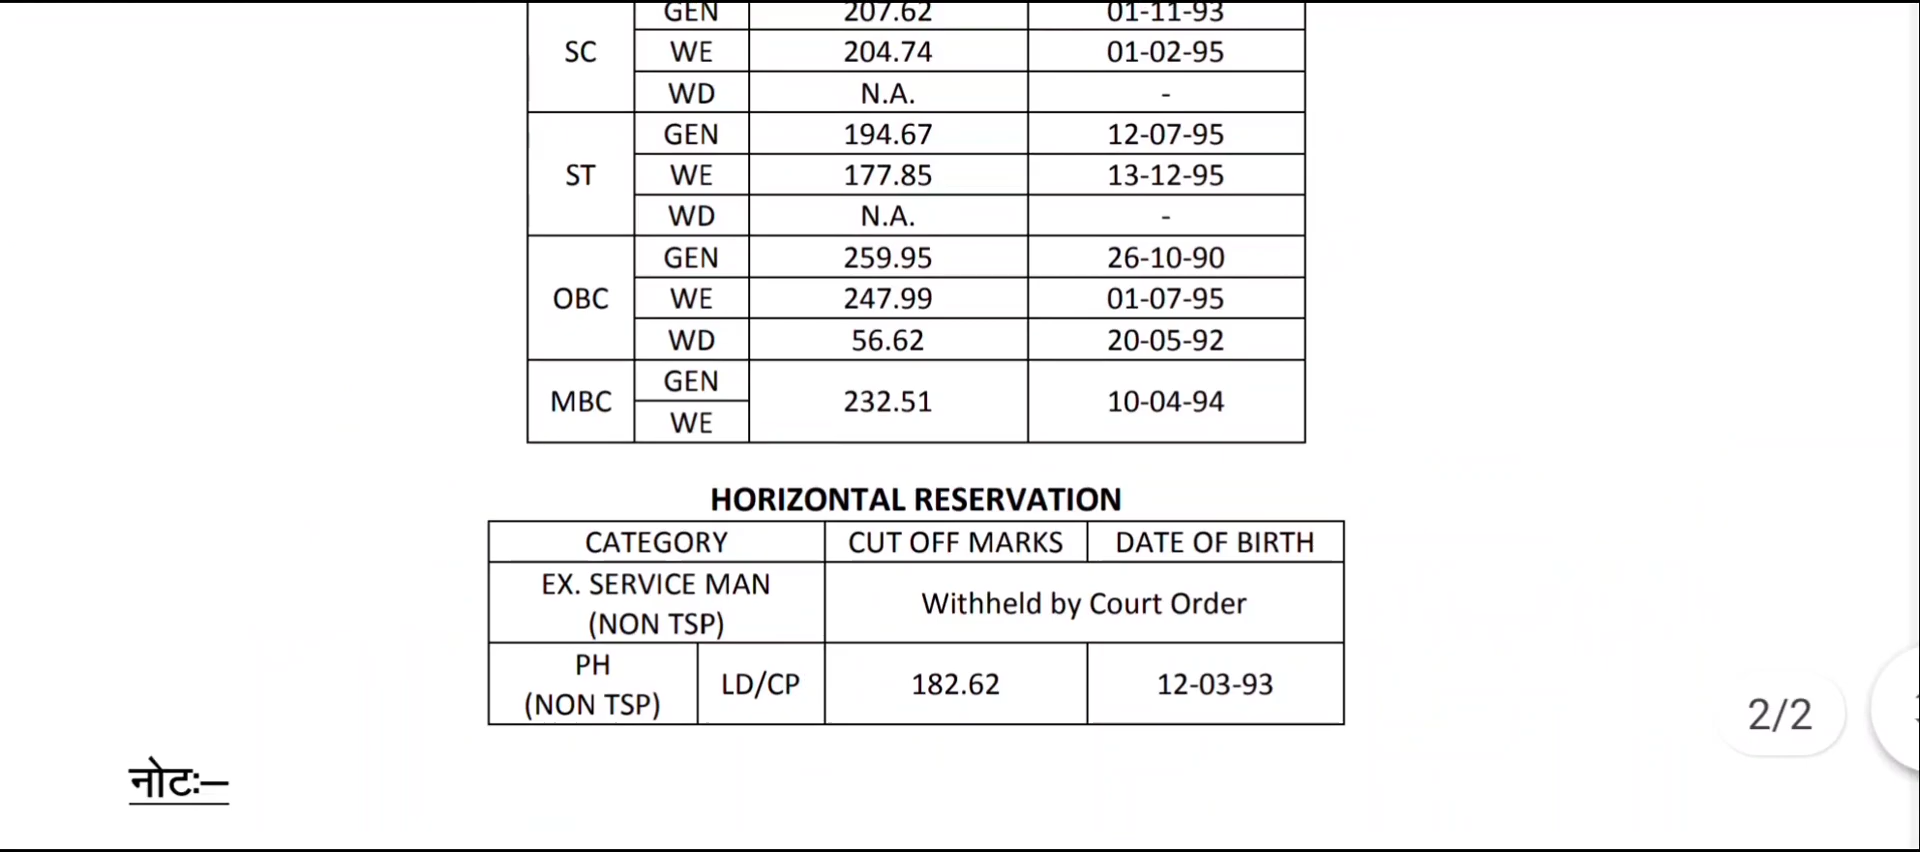 GEN 207.62 01-11-93
SC WE 204.74 01-02-95
WD N.A. -
GEN 194.67 12-07-95
ST WE 177.85 13-12-95
WD N.A. -
GEN 259.95 26-10-90
OBC WE 247.99 01-07-95
WD 56.62 20-05-92
GEN
MBC 232.51 10-04-94
WE
HORIZONTAL RESERVATION
CATEGORY CUT OFF MARKS DATE OF BIRTH
EX. SERVICE MAN
(NON TSP) Withheld by Court Order
PH
(NON TSP) LD/CP 182.62 12-03-93
2/2
नोटः–